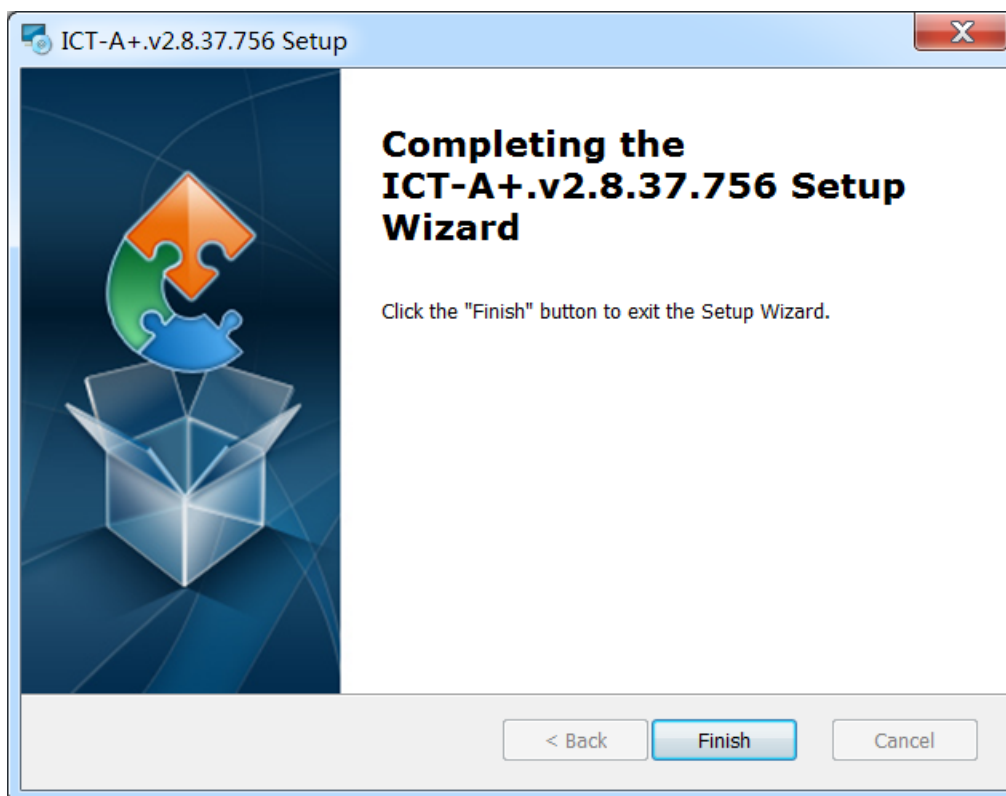 ICT-A+.v2.8.37.756 Setup
Completing the
ICT-A+.v2.8.37.756 Setup
Wizard
Click the "Finish" button to exit the Setup Wizard.
< Back
Finish
Cancel